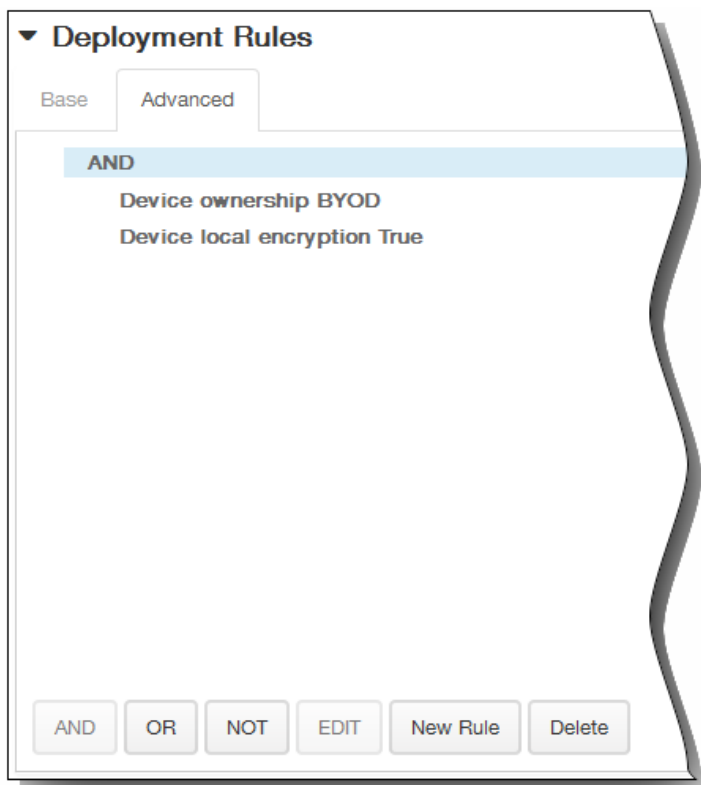 Deployment Rules
Base Advanced
AND
Device ownership BYOD
Device local encryption True
AND OR NOT EDIT New Rule Delete